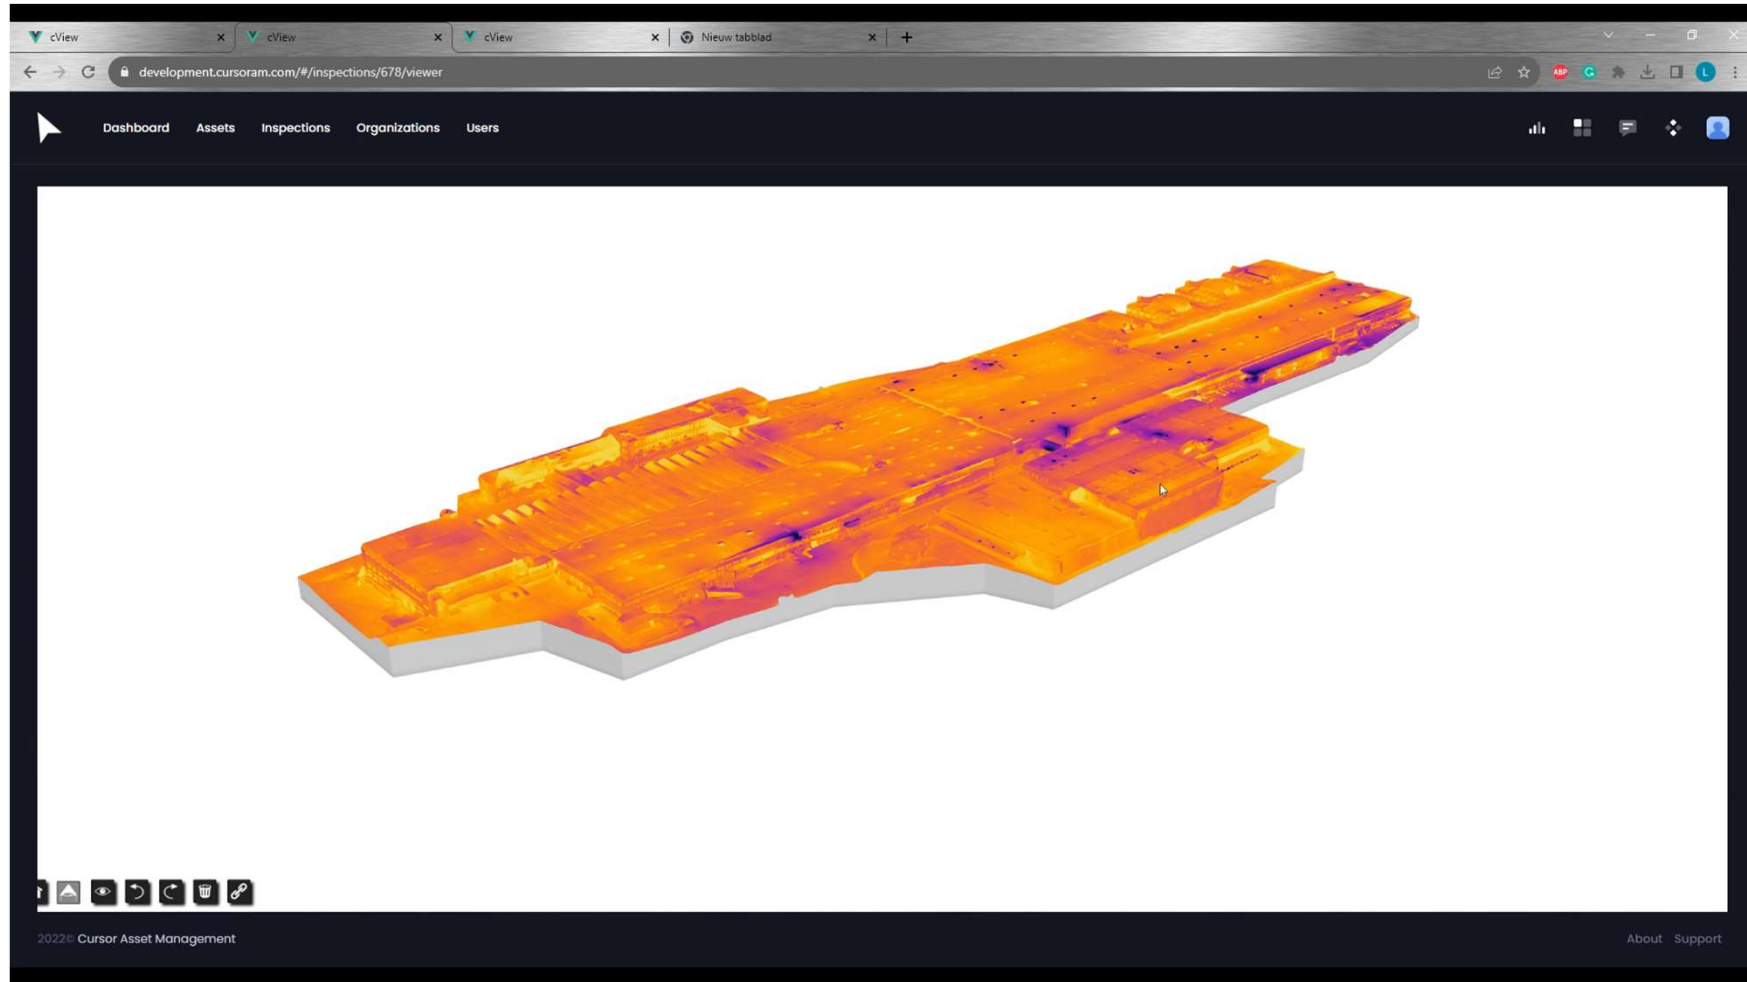 cView
cView
cView
Nieuw tabblad
development.cursoram.com/#/inspections/678/viewer
ABP
G
L
Dashboard Assets Inspections Organizations Users
2022© Cursor Asset Management
About Support